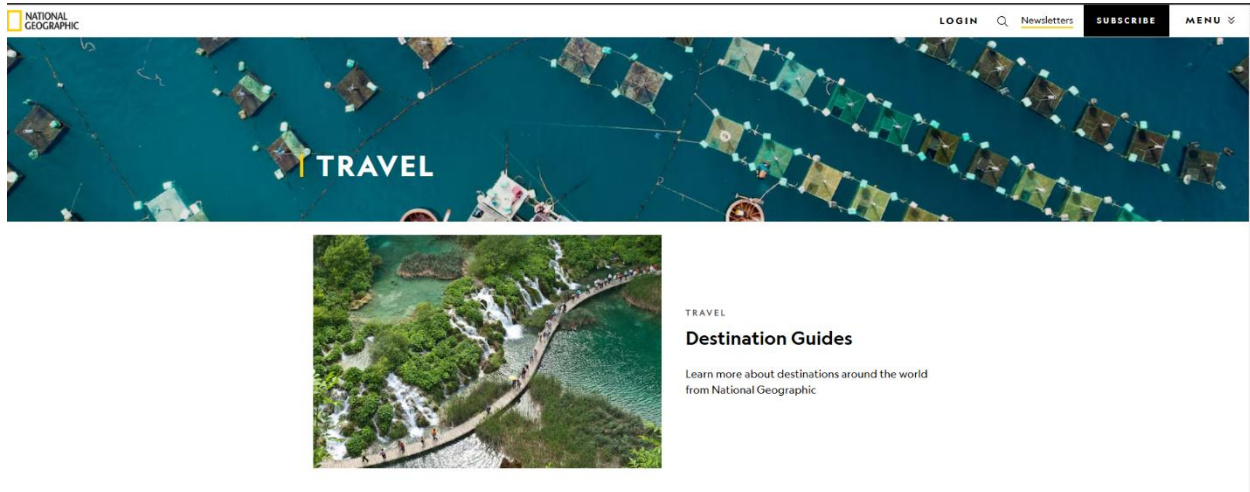 NATIONAL
GEOGRAPHIC
LOGIN Newsletters SUBSCRIBE MENU
TRAVEL
TRAVEL
Destination Guides
Learn more about destinations around the world
from National Geographic